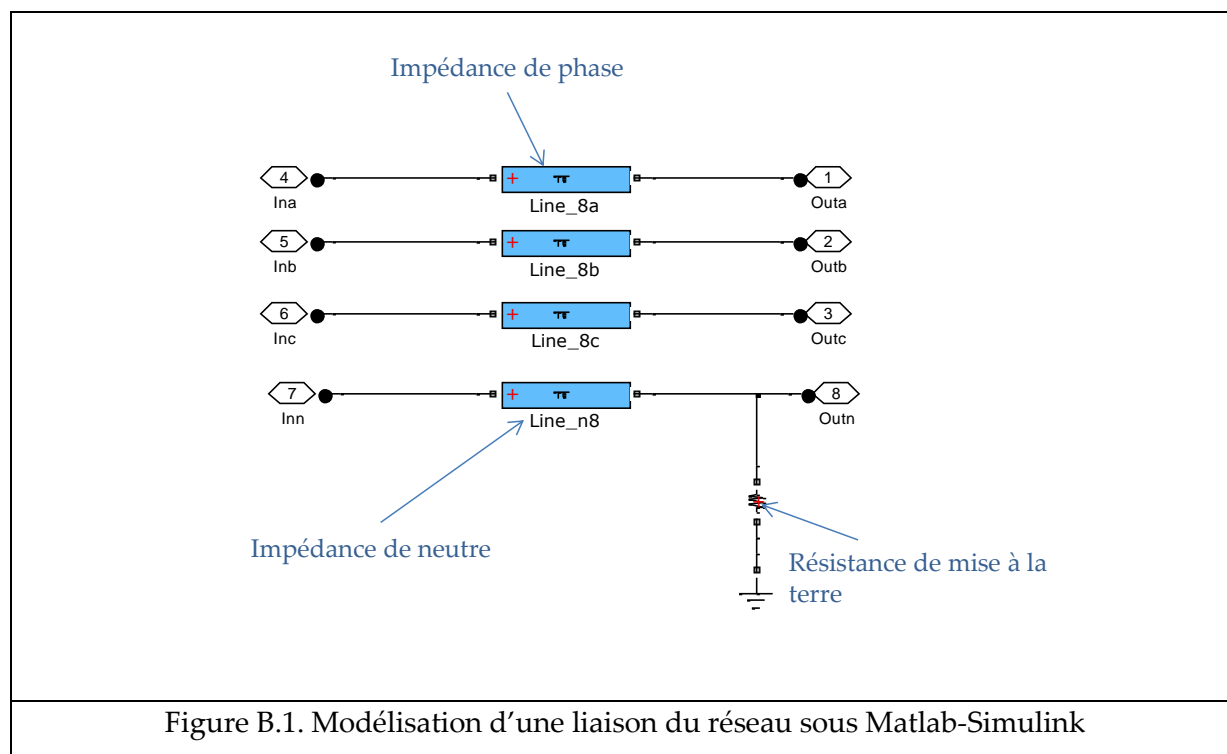 Impédance de phase
4
Ina
Line_8a
1
Outa
5
Inb
Line_8b
2
Outb
6
Inc
Line_8c
3
Outc
7
Inn
Line_n8
8
Outn
Impédance de neutre
Résistance de mise à la
terre
Figure B.1. Modélisation d’une liaison du réseau sous Matlab-Simulink